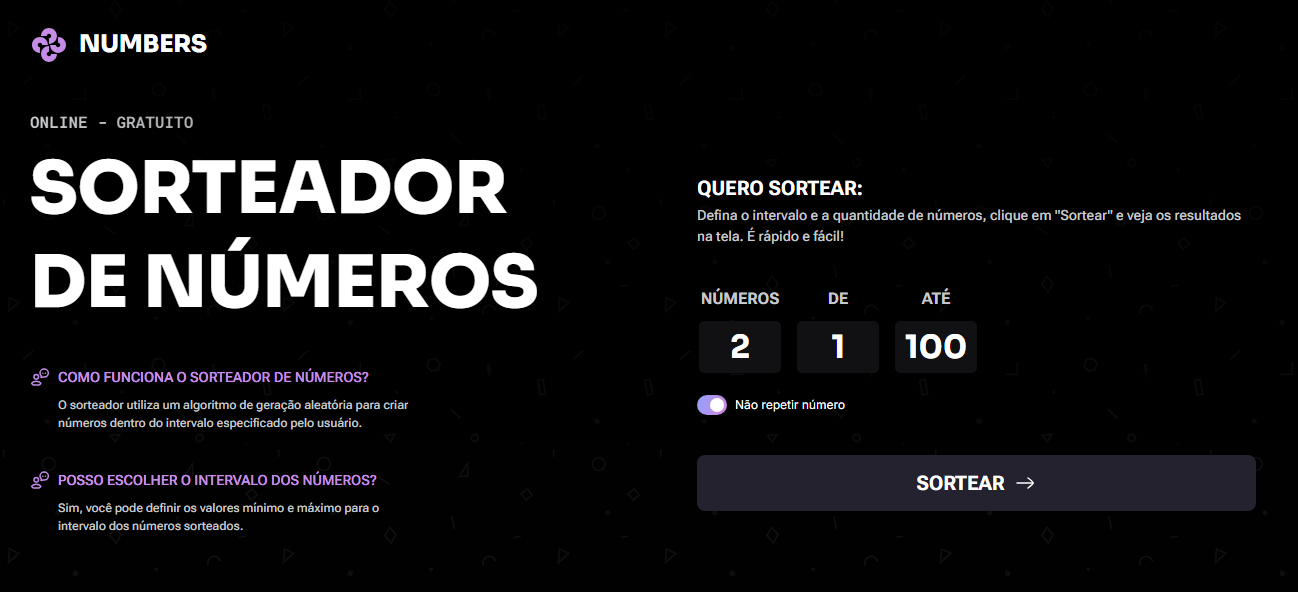 NUMBERS
ONLINE - GRATUITO
SORTEADOR
DE NÚMEROS
COMO FUNCIONA O SORTEADOR DE NÚMEROS?
O sorteador utiliza um algoritmo de geração aleatória para criar
números dentro do intervalo especificado pelo usuário.
POSSO ESCOLHER O INTERVALO DOS NÚMEROS?
Sim, você pode definir os valores mínimo e máximo para o
intervalo dos números sorteados.
QUERO SORTEAR:
Defina o intervalo e a quantidade de números, clique em "Sortear" e veja os resultados
na tela. É rápido e fácil!
NÚMEROS DE ATÉ
2 1 100
Não repetir número
SORTEAR →